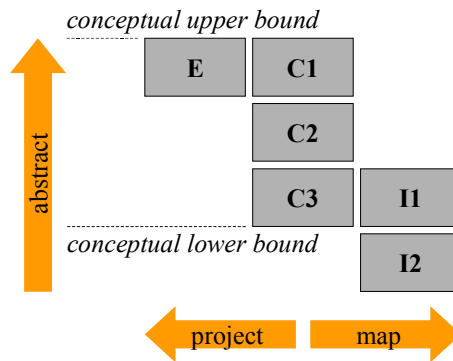 conceptual upper bound
E
C1
C2
C3
I1
conceptual lower bound
I2
abstract
project
map